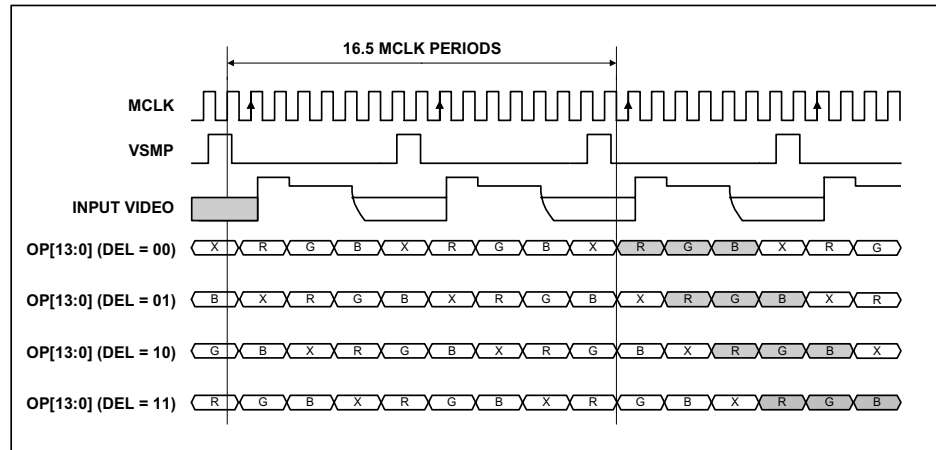 16.5 MCLK PERIODS
MCLK
VSMP
INPUT VIDEO
OP[13:0] (DEL = 00) X R G B X R G B X R G B X R G
OP[13:0] (DEL = 01) B X R G B X R G B X R G B X R
OP[13:0] (DEL = 10) G B X R G B X R G B X R G B X
OP[13:0] (DEL = 11) R G B X R G B X R G B X R G B